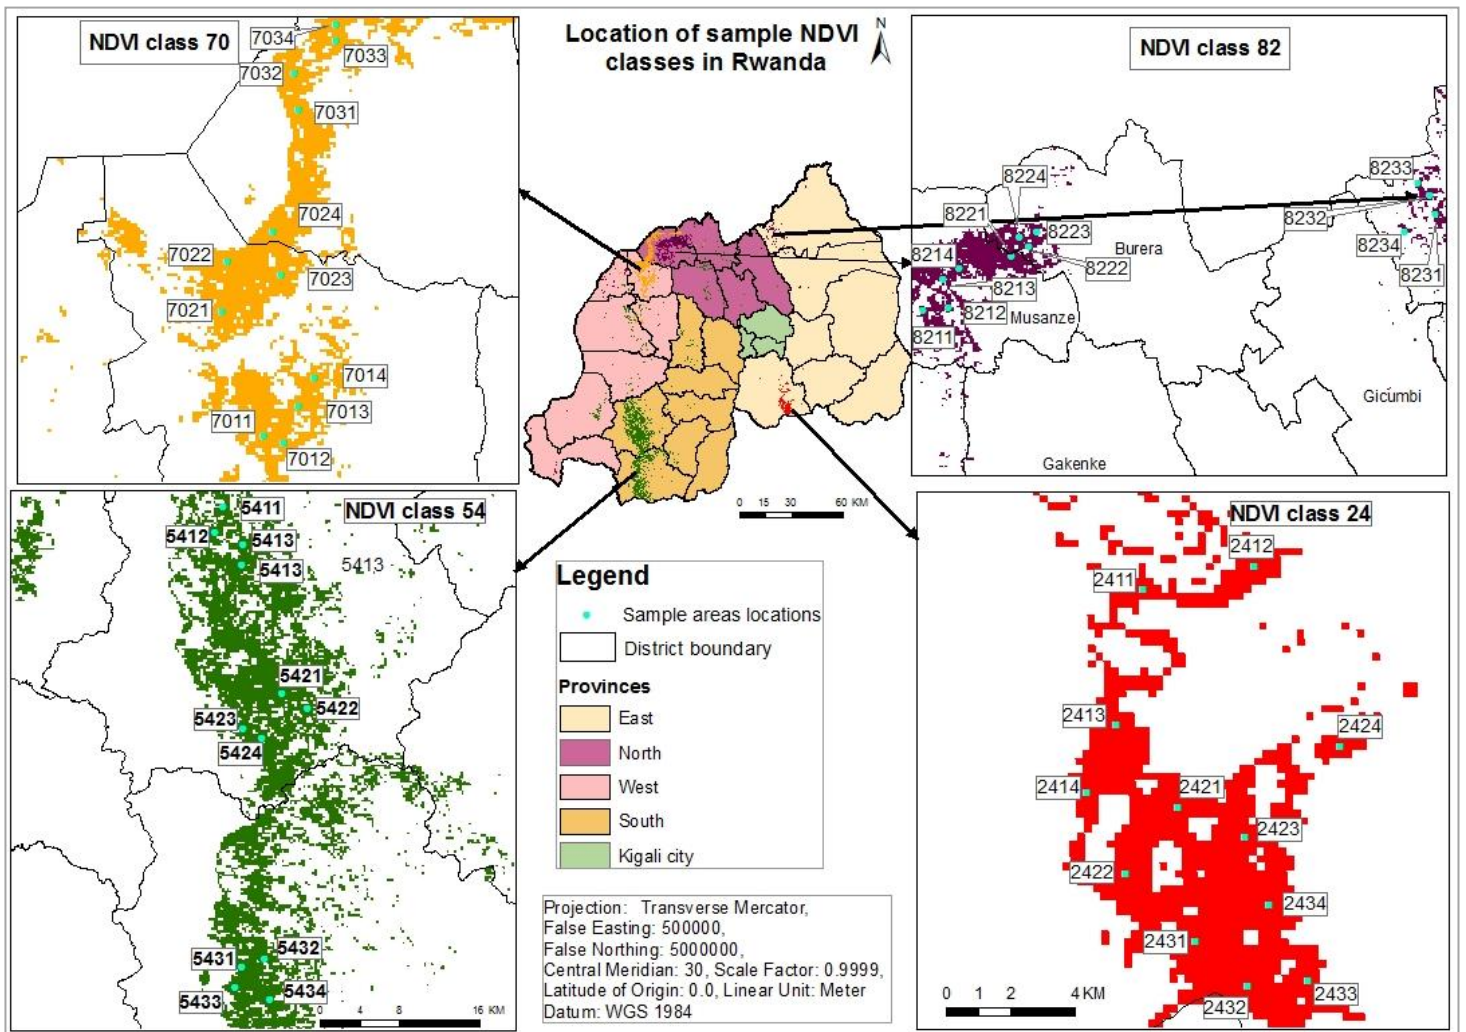 Location of sample NDVI
classes in Rwanda
N
NDVI class 70
7034
7033
7032
7031
7024
7022
7023
7021
7014
7013
7011
7012
NDVI class 82
8224
8233
8221
8232
8223
8234
Burera
8214
8222
8231
8213
8212
Musanze
8211
Gicumbi
Gakenke
0 15 30 60 KM
NDVI class 54
5411
5412
5413
5413
5413
5421
5422
5423
5424
5432
5431
5433
5434
0 4 8 16 KM
Legend
Sample areas locations
District boundary
Provinces
East
North
West
South
Kigali city
Projection: Transverse Mercator,
False Easting: 500000,
False Northing: 5000000,
Central Meridian: 30, Scale Factor: 0.9999,
Latitude of Origin: 0.0, Linear Unit: Meter
Datum: WGS 1984
NDVI class 24
2412
2411
2413
2424
2414
2421
2423
2422
2434
2431
2433
2432
0 1 2 4 KM